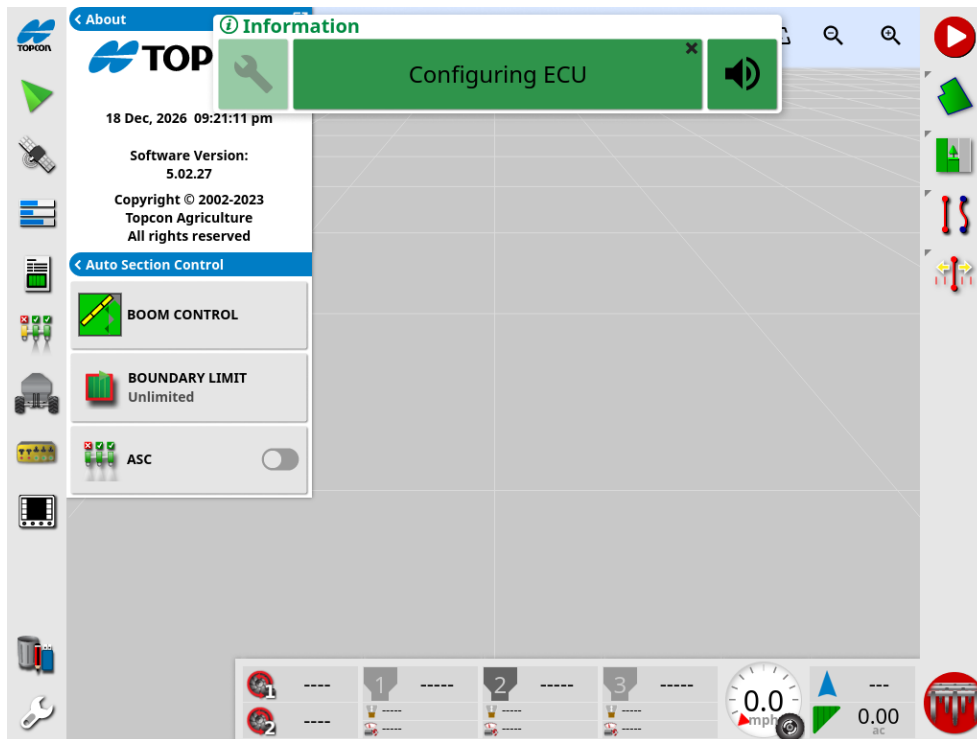 TOPCON
< About
ⓘ Information
Configuring ECU
TOP
18 Dec, 2026 09:21:11 pm
Software Version:
5.02.27
Copyright © 2002-2023
Topcon Agriculture
All rights reserved
< Auto Section Control
BOOM CONTROL
BOUNDARY LIMIT
Unlimited
ASC
1 ---- 1 ----- 2 ----- 3 ----- 0.0 ---
----- ----- -----
2 ---- ----- ----- ----- mph 0.00
ac